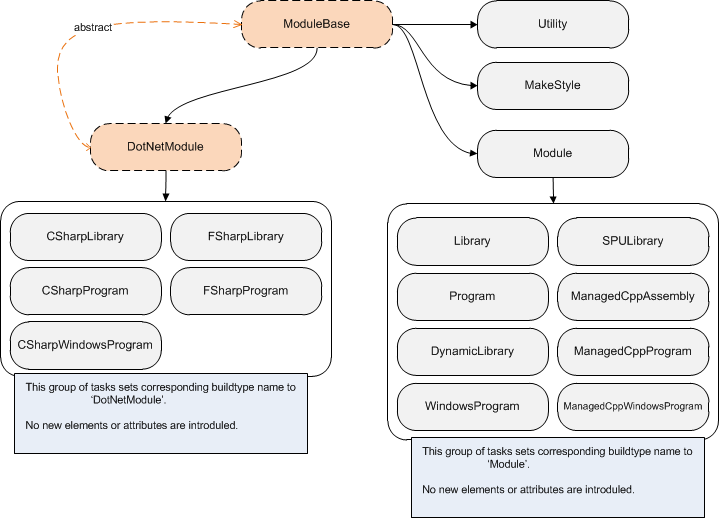 abstract
ModuleBase
Utility
MakeStyle
DotNetModule
Module
CSharpLibrary
FSharpLibrary
CSharpProgram
FSharpProgram
CSharpWindowsProgram
This group of tasks sets corresponding buildtype name to
‘DotNetModule’.
No new elements or attributes are introduled.
Library
SPULibrary
Program
ManagedCppAssembly
DynamicLibrary
ManagedCppProgram
WindowsProgram
ManagedCppWindowsProgram
This group of tasks sets corresponding buildtype name to
‘Module’.
No new elements or attributes are introduled.